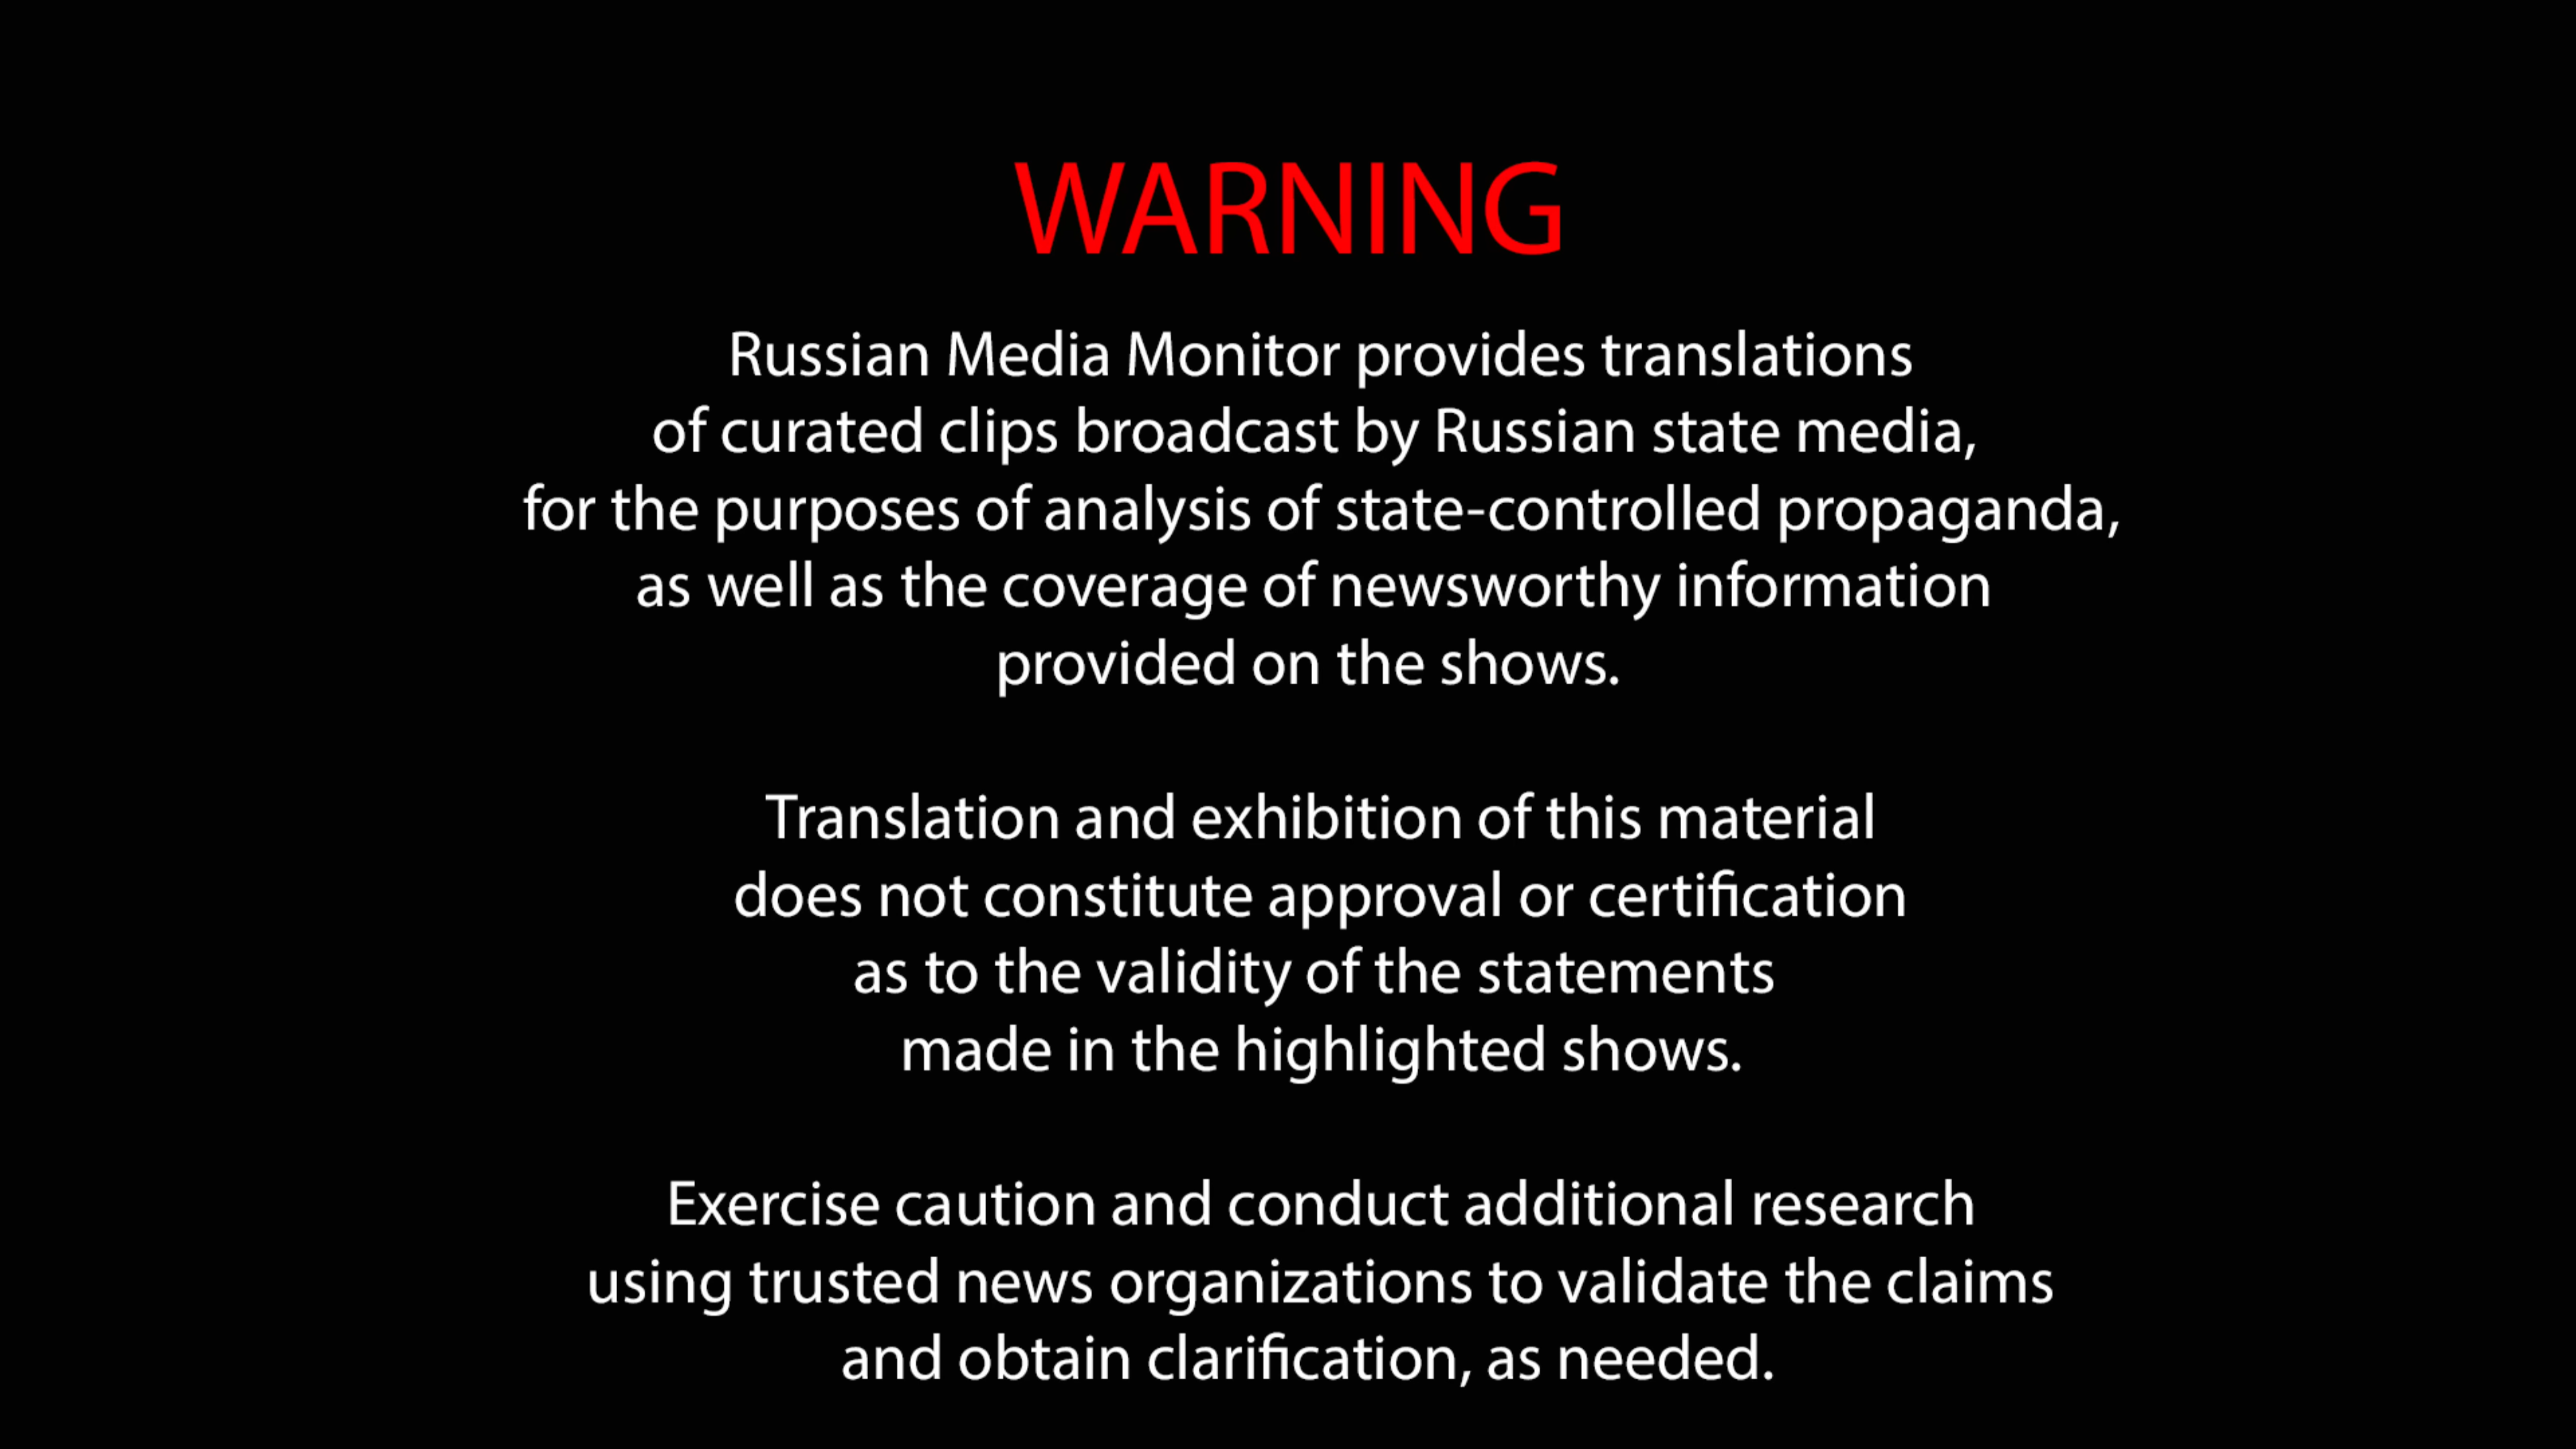 WARNING
Russian Media Monitor provides translations
of curated clips broadcast by Russian state media,
for the purposes of analysis of state-controlled propaganda,
as well as the coverage of newsworthy information
provided on the shows.
Translation and exhibition of this material
does not constitute approval or certification
as to the validity of the statements
made in the highlighted shows.
Exercise caution and conduct additional research
using trusted news organizations to validate the claims
and obtain clarification, as needed.